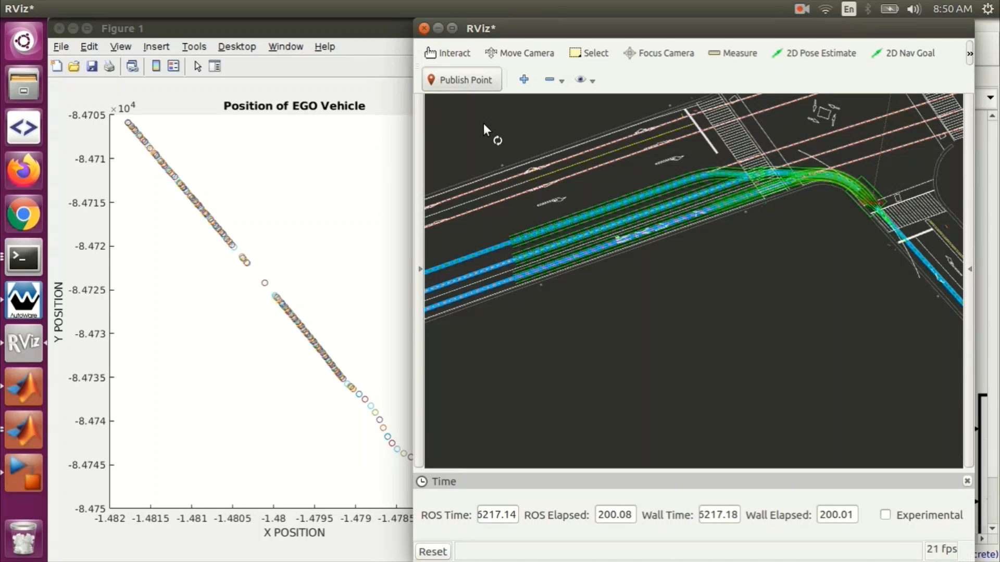 RViz*
En
8:50 AM
Figure 1
File Edit View Insert Tools Desktop Window Help
Position of EGO Vehicle
×10^4
-8.4705
-8.471
-8.4715
-8.472
-8.4725
-8.473
-8.4735
-8.474
-8.4745
-8.475
Y POSITION
-1.482 -1.4815 -1.481 -1.4805 -1.48 -1.4795 -1.479 -1.4785
X POSITION
RViz*
Interact Move Camera Select Focus Camera Measure 2D Pose Estimate 2D Nav Goal »
Publish Point
Time
ROS Time: 6217.14 ROS Elapsed: 200.08 Wall Time: 6217.18 Wall Elapsed: 200.01 Experimental
Reset
21 fps
crete)
AutoWare
RViz